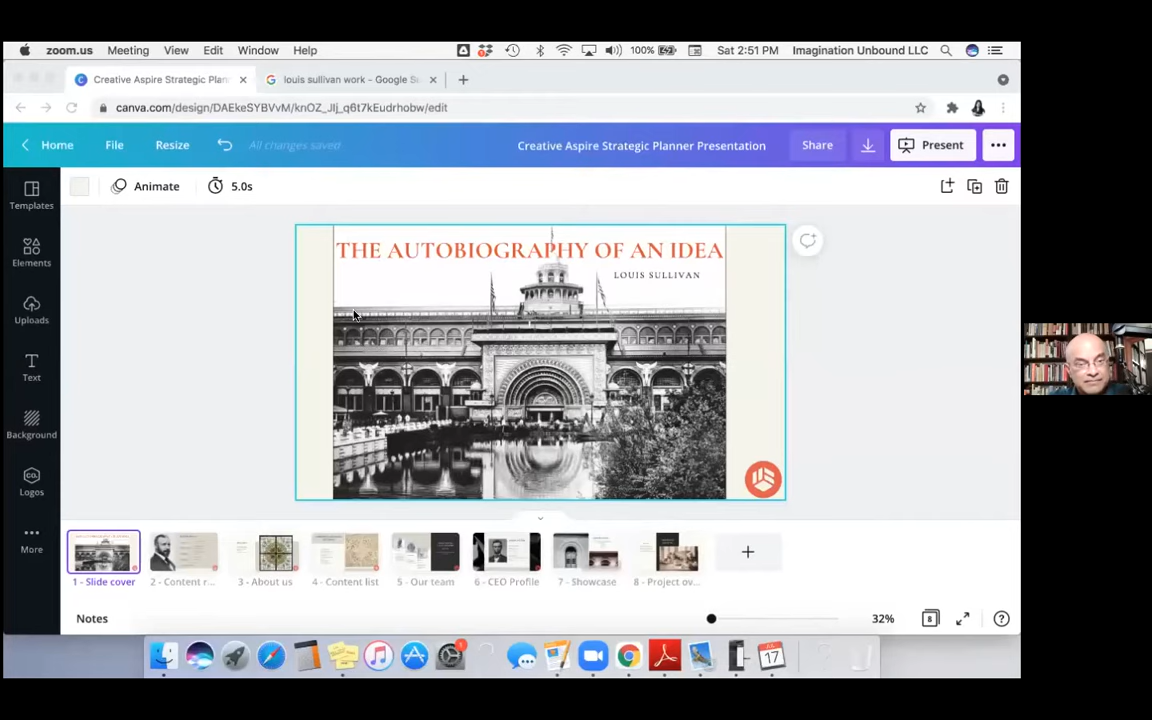 zoom.us Meeting View Edit Window Help 100% Sat 2:51 PM Imagination Unbound LLC
Creative Aspire Strategic Plan louis sullivan work - Google S
canva.com/design/DAEkeSYBVvM/knOZ_JIj_q6t7kEudrhobw/edit
Home File Resize All changes saved Creative Aspire Strategic Planner Presentation Share Present
Animate 5.0s
Templates
Elements
Uploads
Text
Background
CO.
Logos
More
THE AUTOBIOGRAPHY OF AN IDEA
LOUIS SULLIVAN
1 - Slide cover 2 - Content r... 3 - About us 4 - Content list 5 - Our team 6 - CEO Profile 7 - Showcase 8 - Project ov...
Notes 32% 8
17